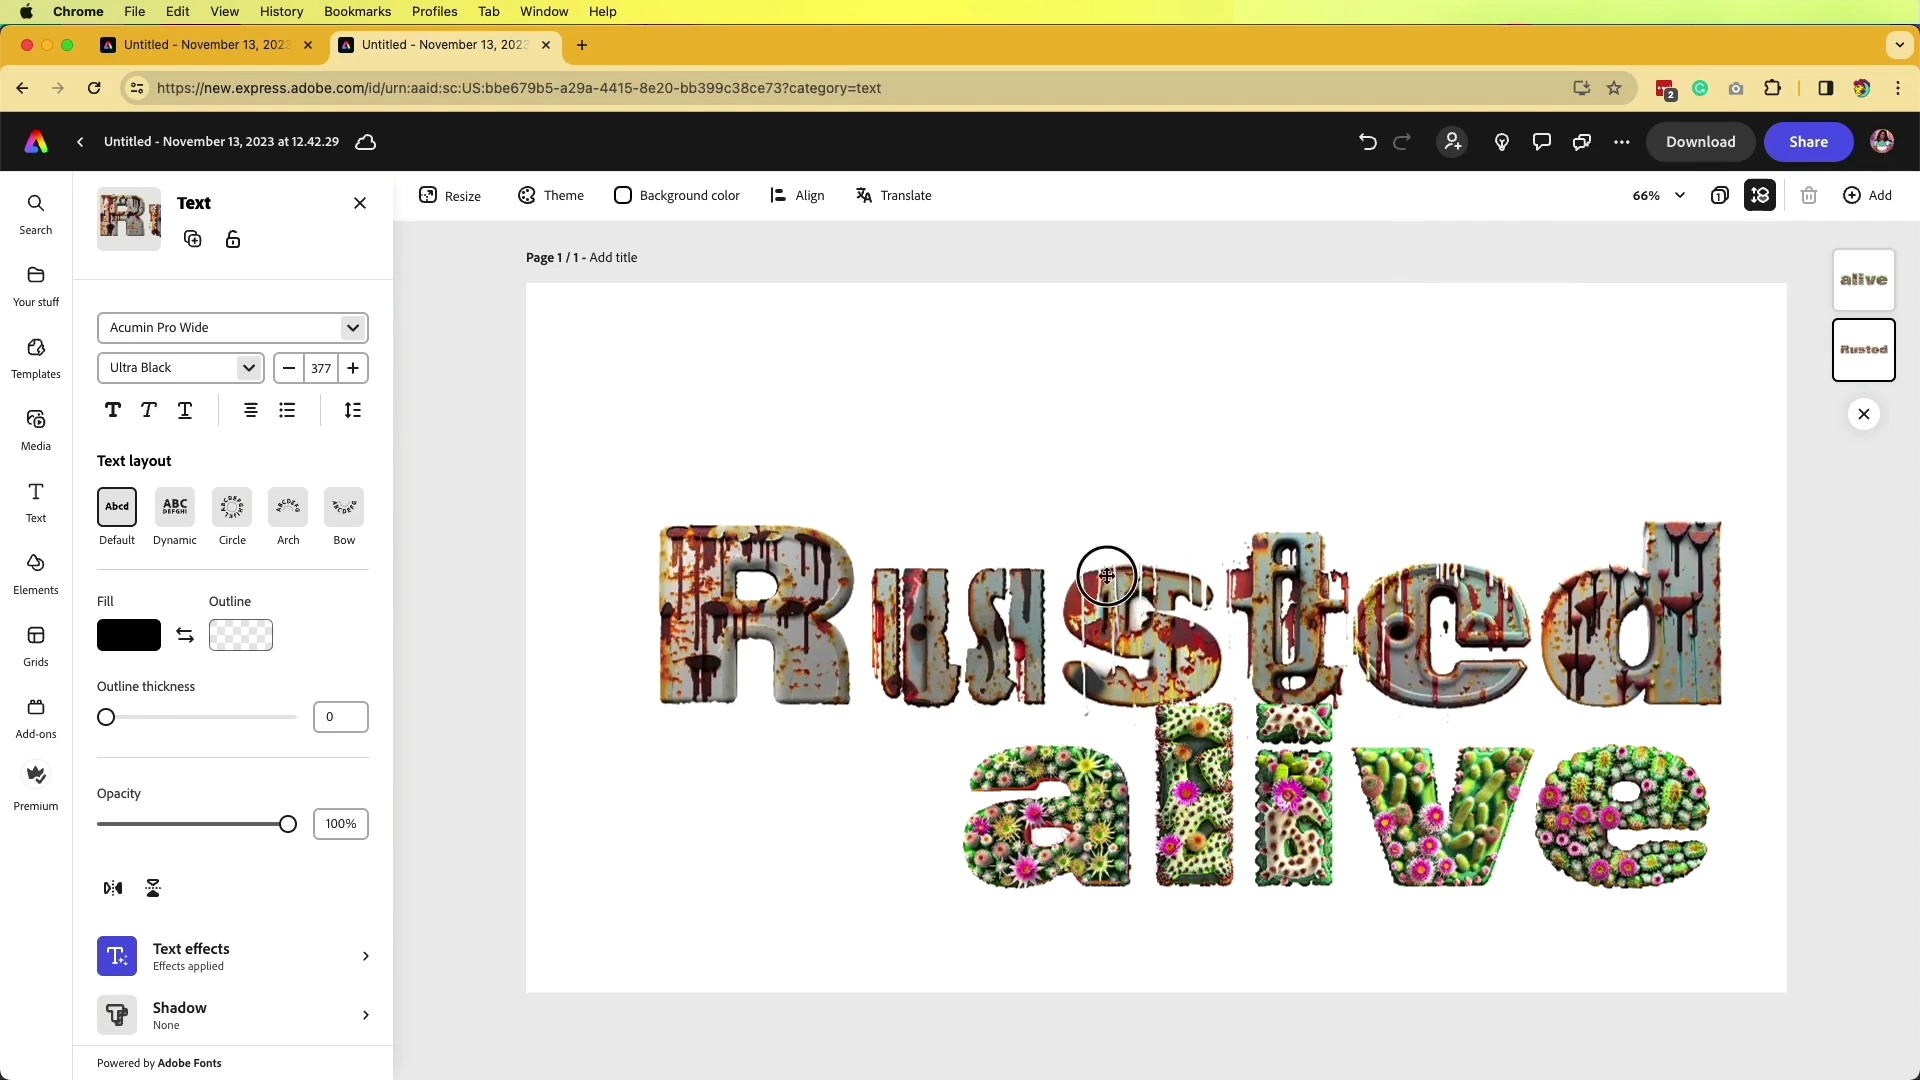 Chrome File Edit View History Bookmarks Profiles Tab Window Help
Untitled - November 13, 2023
Untitled - November 13, 2023
https://new.express.adobe.com/id/urn:aaid:sc:US:bbe679b5-a29a-4415-8e20-bb399c38ce73?category=text
2
Untitled - November 13, 2023 at 12.42.29
Download
Share
Search
Your stuff
Templates
Media
Text
Elements
Grids
Add-ons
Premium
Text
Acumin Pro Wide
Ultra Black
377
T T T
Text layout
Abcd
ABC
DEFGHI
Default Dynamic Circle Arch Bow
Fill Outline
Outline thickness
0
Opacity
100%
Text effects
Effects applied
Shadow
None
Powered by Adobe Fonts
Resize Theme Background color Align Translate
66%
1
Add
Page 1 / 1 - Add title
Rusted
alive
alive
Rusted